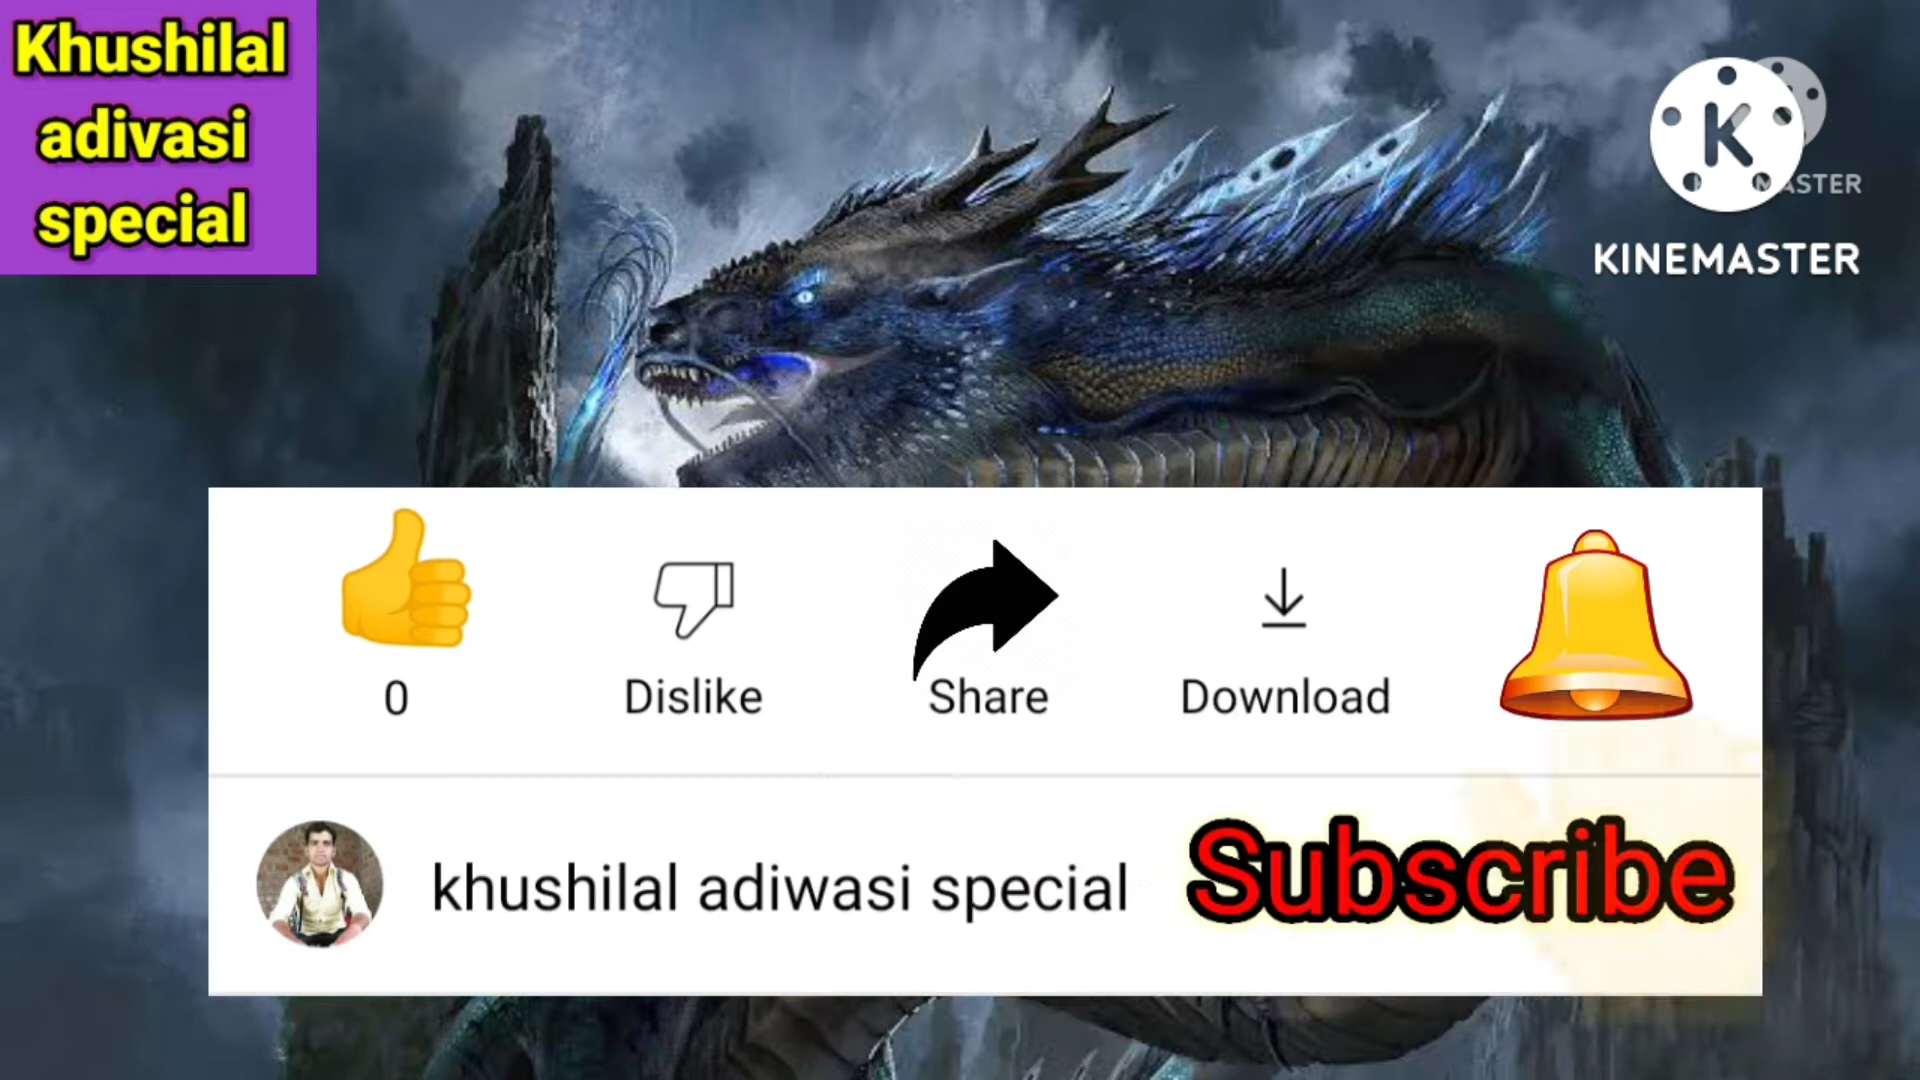 Khushilal
adivasi
special
K
KINEMASTER
0
Dislike
Share
Download
khushilal adiwasi special
Subscribe